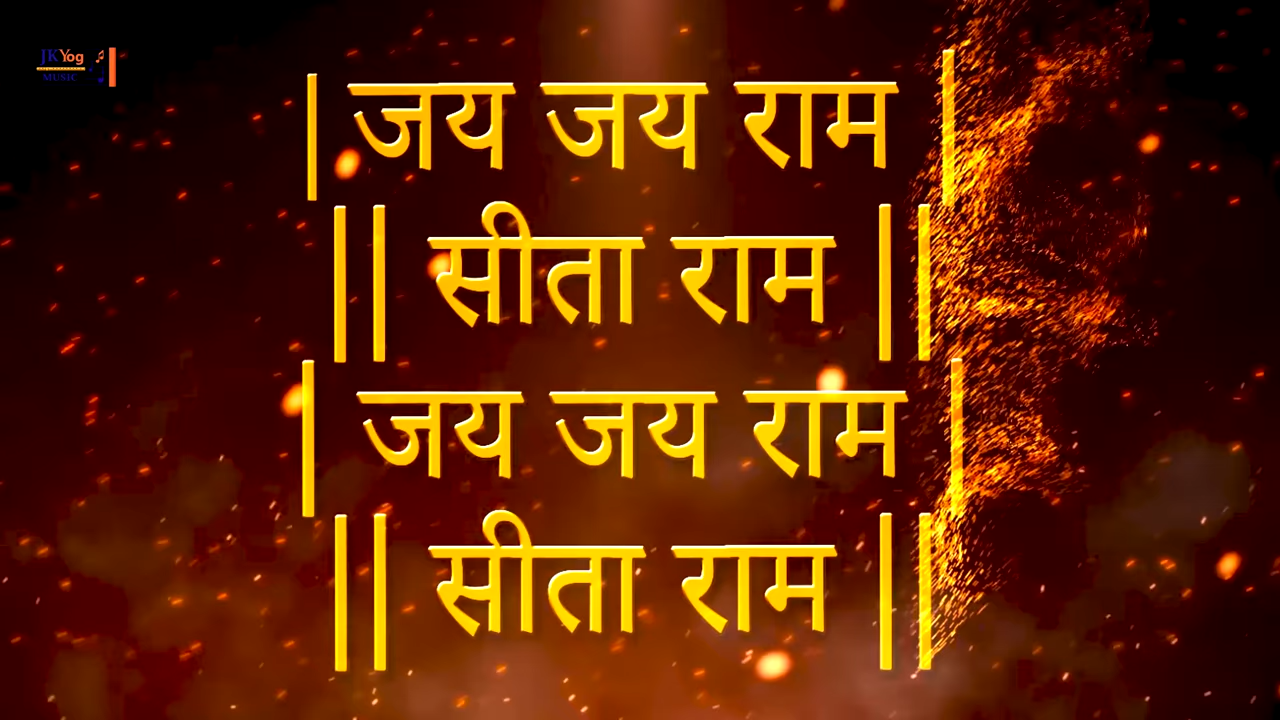 JKYog
MUSIC
| जय जय राम |
|| सीता राम ||
| जय जय राम |
|| सीता राम ||